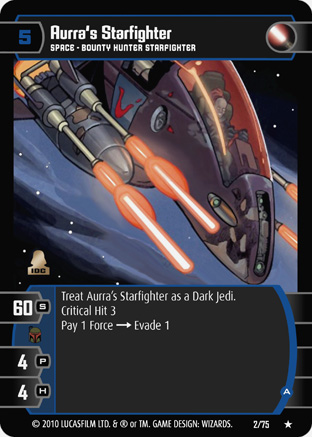 5 Aurra's Starfighter
SPACE - BOUNTY HUNTER STARFIGHTER
IDC
60 S
Treat Aurra's Starfighter as a Dark Jedi.
Critical Hit 3
Pay 1 Force → Evade 1
4 P
4 H
A
© 2010 LUCASFILM LTD. & ® or TM. GAME DESIGN: WIZARDS. 2/75 ★